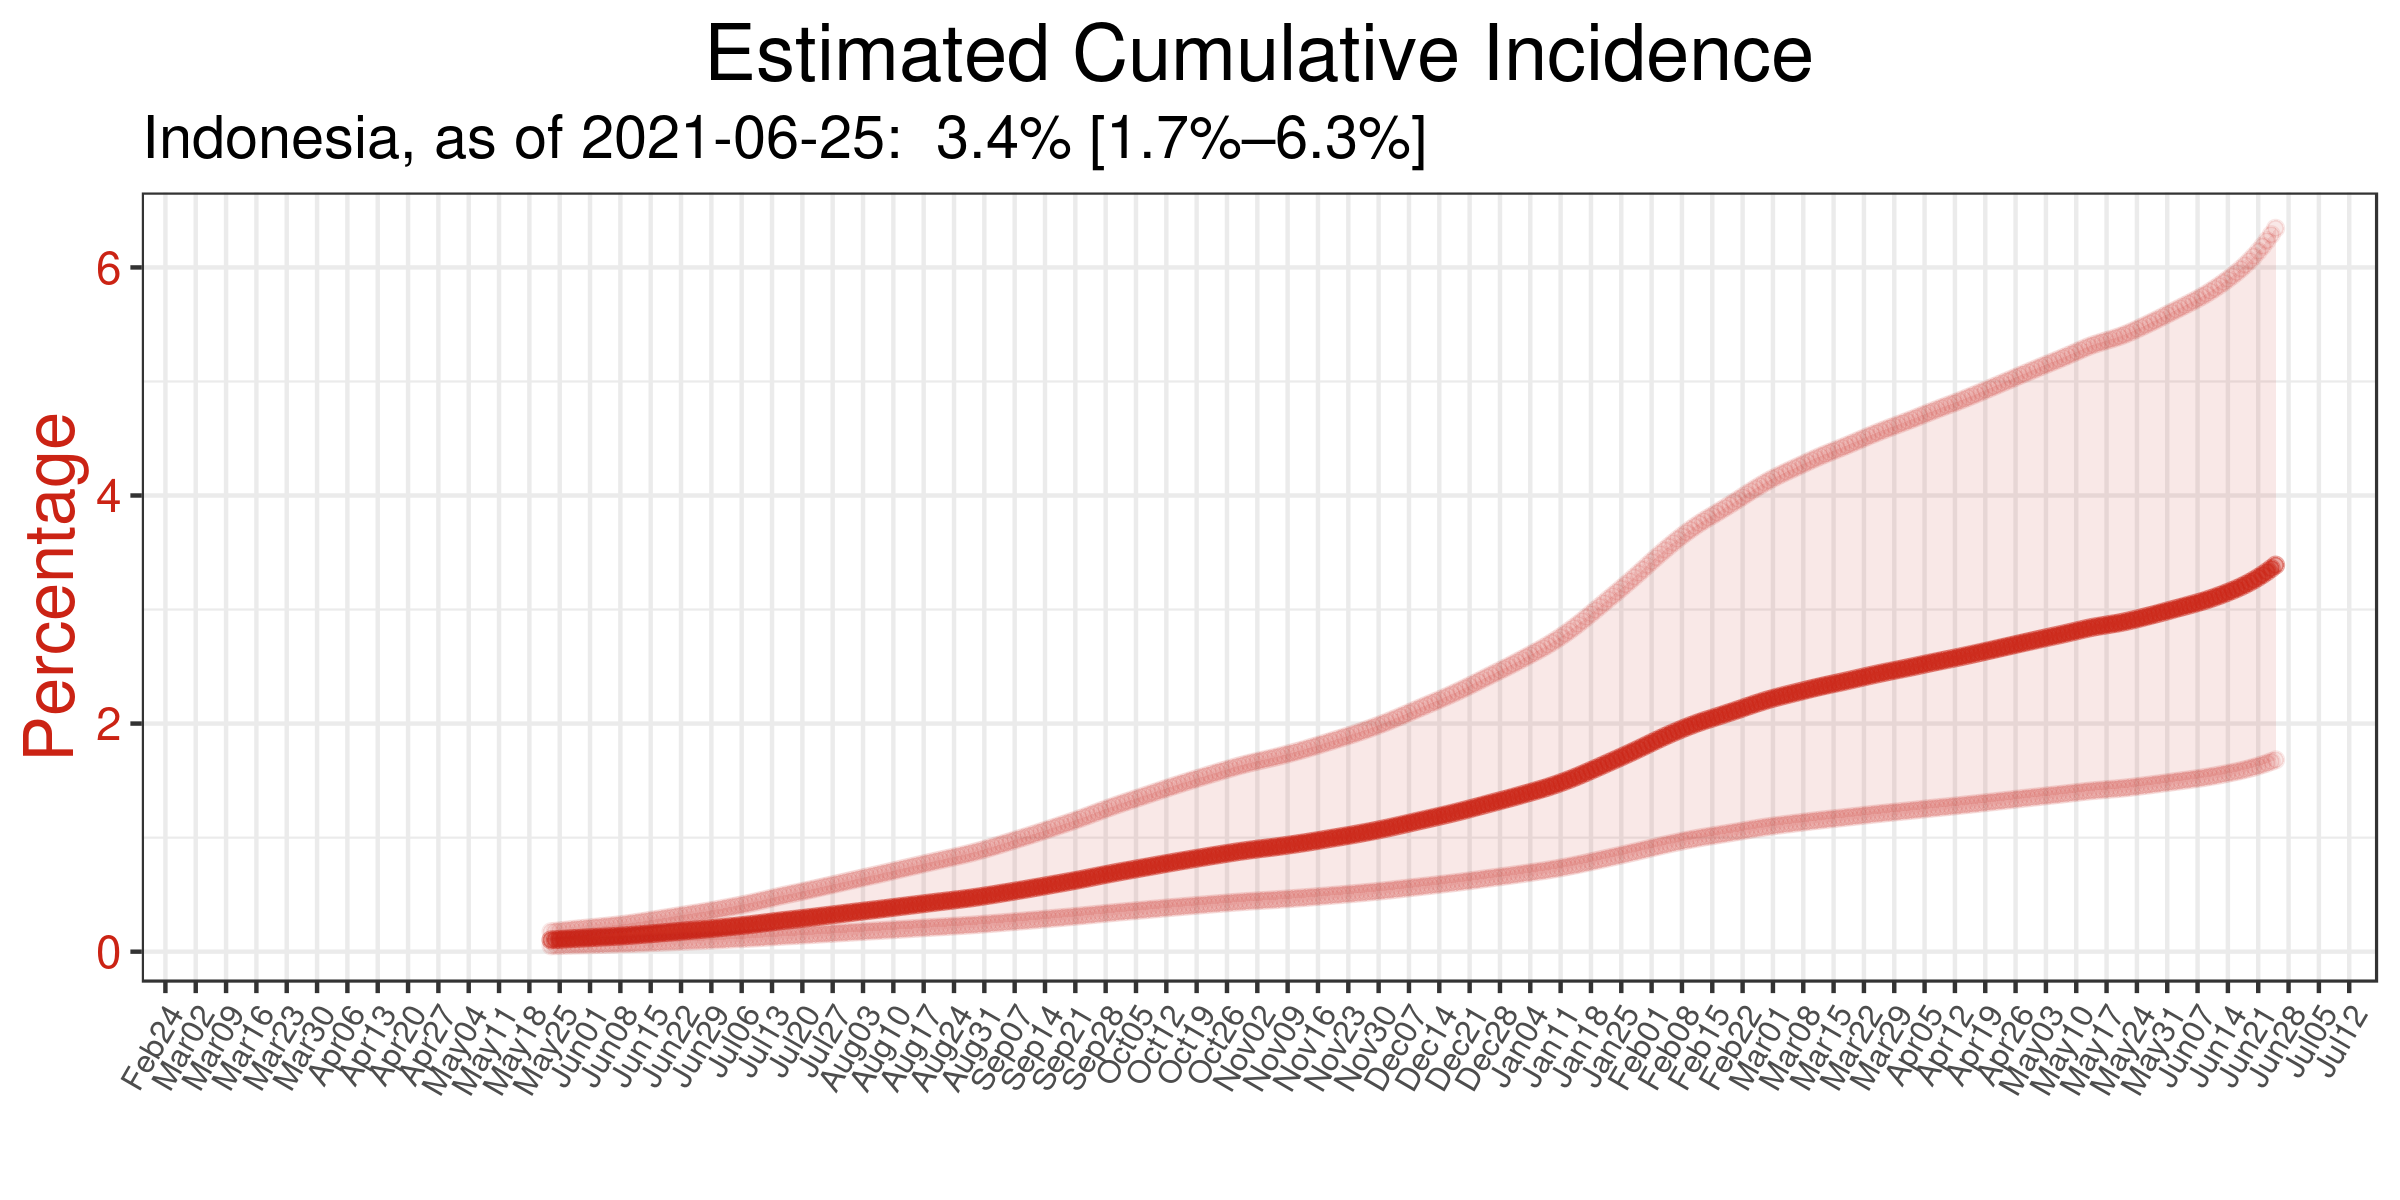 Estimated Cumulative Incidence
Indonesia, as of 2021-06-25:  3.4% [1.7%–6.3%]
Percentage
6
4
2
0
Feb24
Mar02
Mar09
Mar16
Mar23
Mar30
Apr06
Apr13
Apr20
Apr27
May04
May11
May18
May25
Jun01
Jun08
Jun15
Jun22
Jun29
Jul06
Jul13
Jul20
Jul27
Aug03
Aug10
Aug17
Aug24
Aug31
Sep07
Sep14
Sep21
Sep28
Oct05
Oct12
Oct19
Oct26
Nov02
Nov09
Nov16
Nov23
Nov30
Dec07
Dec14
Dec21
Dec28
Jan04
Jan11
Jan18
Jan25
Feb01
Feb08
Feb15
Feb22
Mar01
Mar08
Mar15
Mar22
Mar29
Apr05
Apr12
Apr19
Apr26
May03
May10
May17
May24
May31
Jun07
Jun14
Jun21
Jun28
Jul05
Jul12